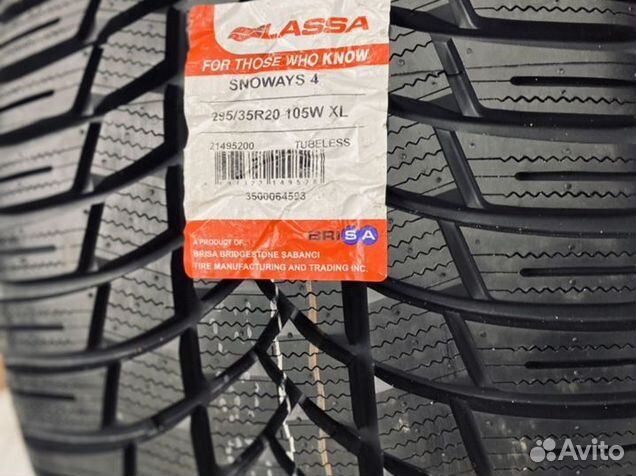 LASSA
FOR THOSE WHO KNOW
SNOWAYS 4
295/35R20 105W XL
21495200 TUBELESS
3500064593
BRISA
A PRODUCT OF:
BRISA BRIDGESTONE SABANCI
TIRE MANUFACTURING AND TRADING INC.
Avito